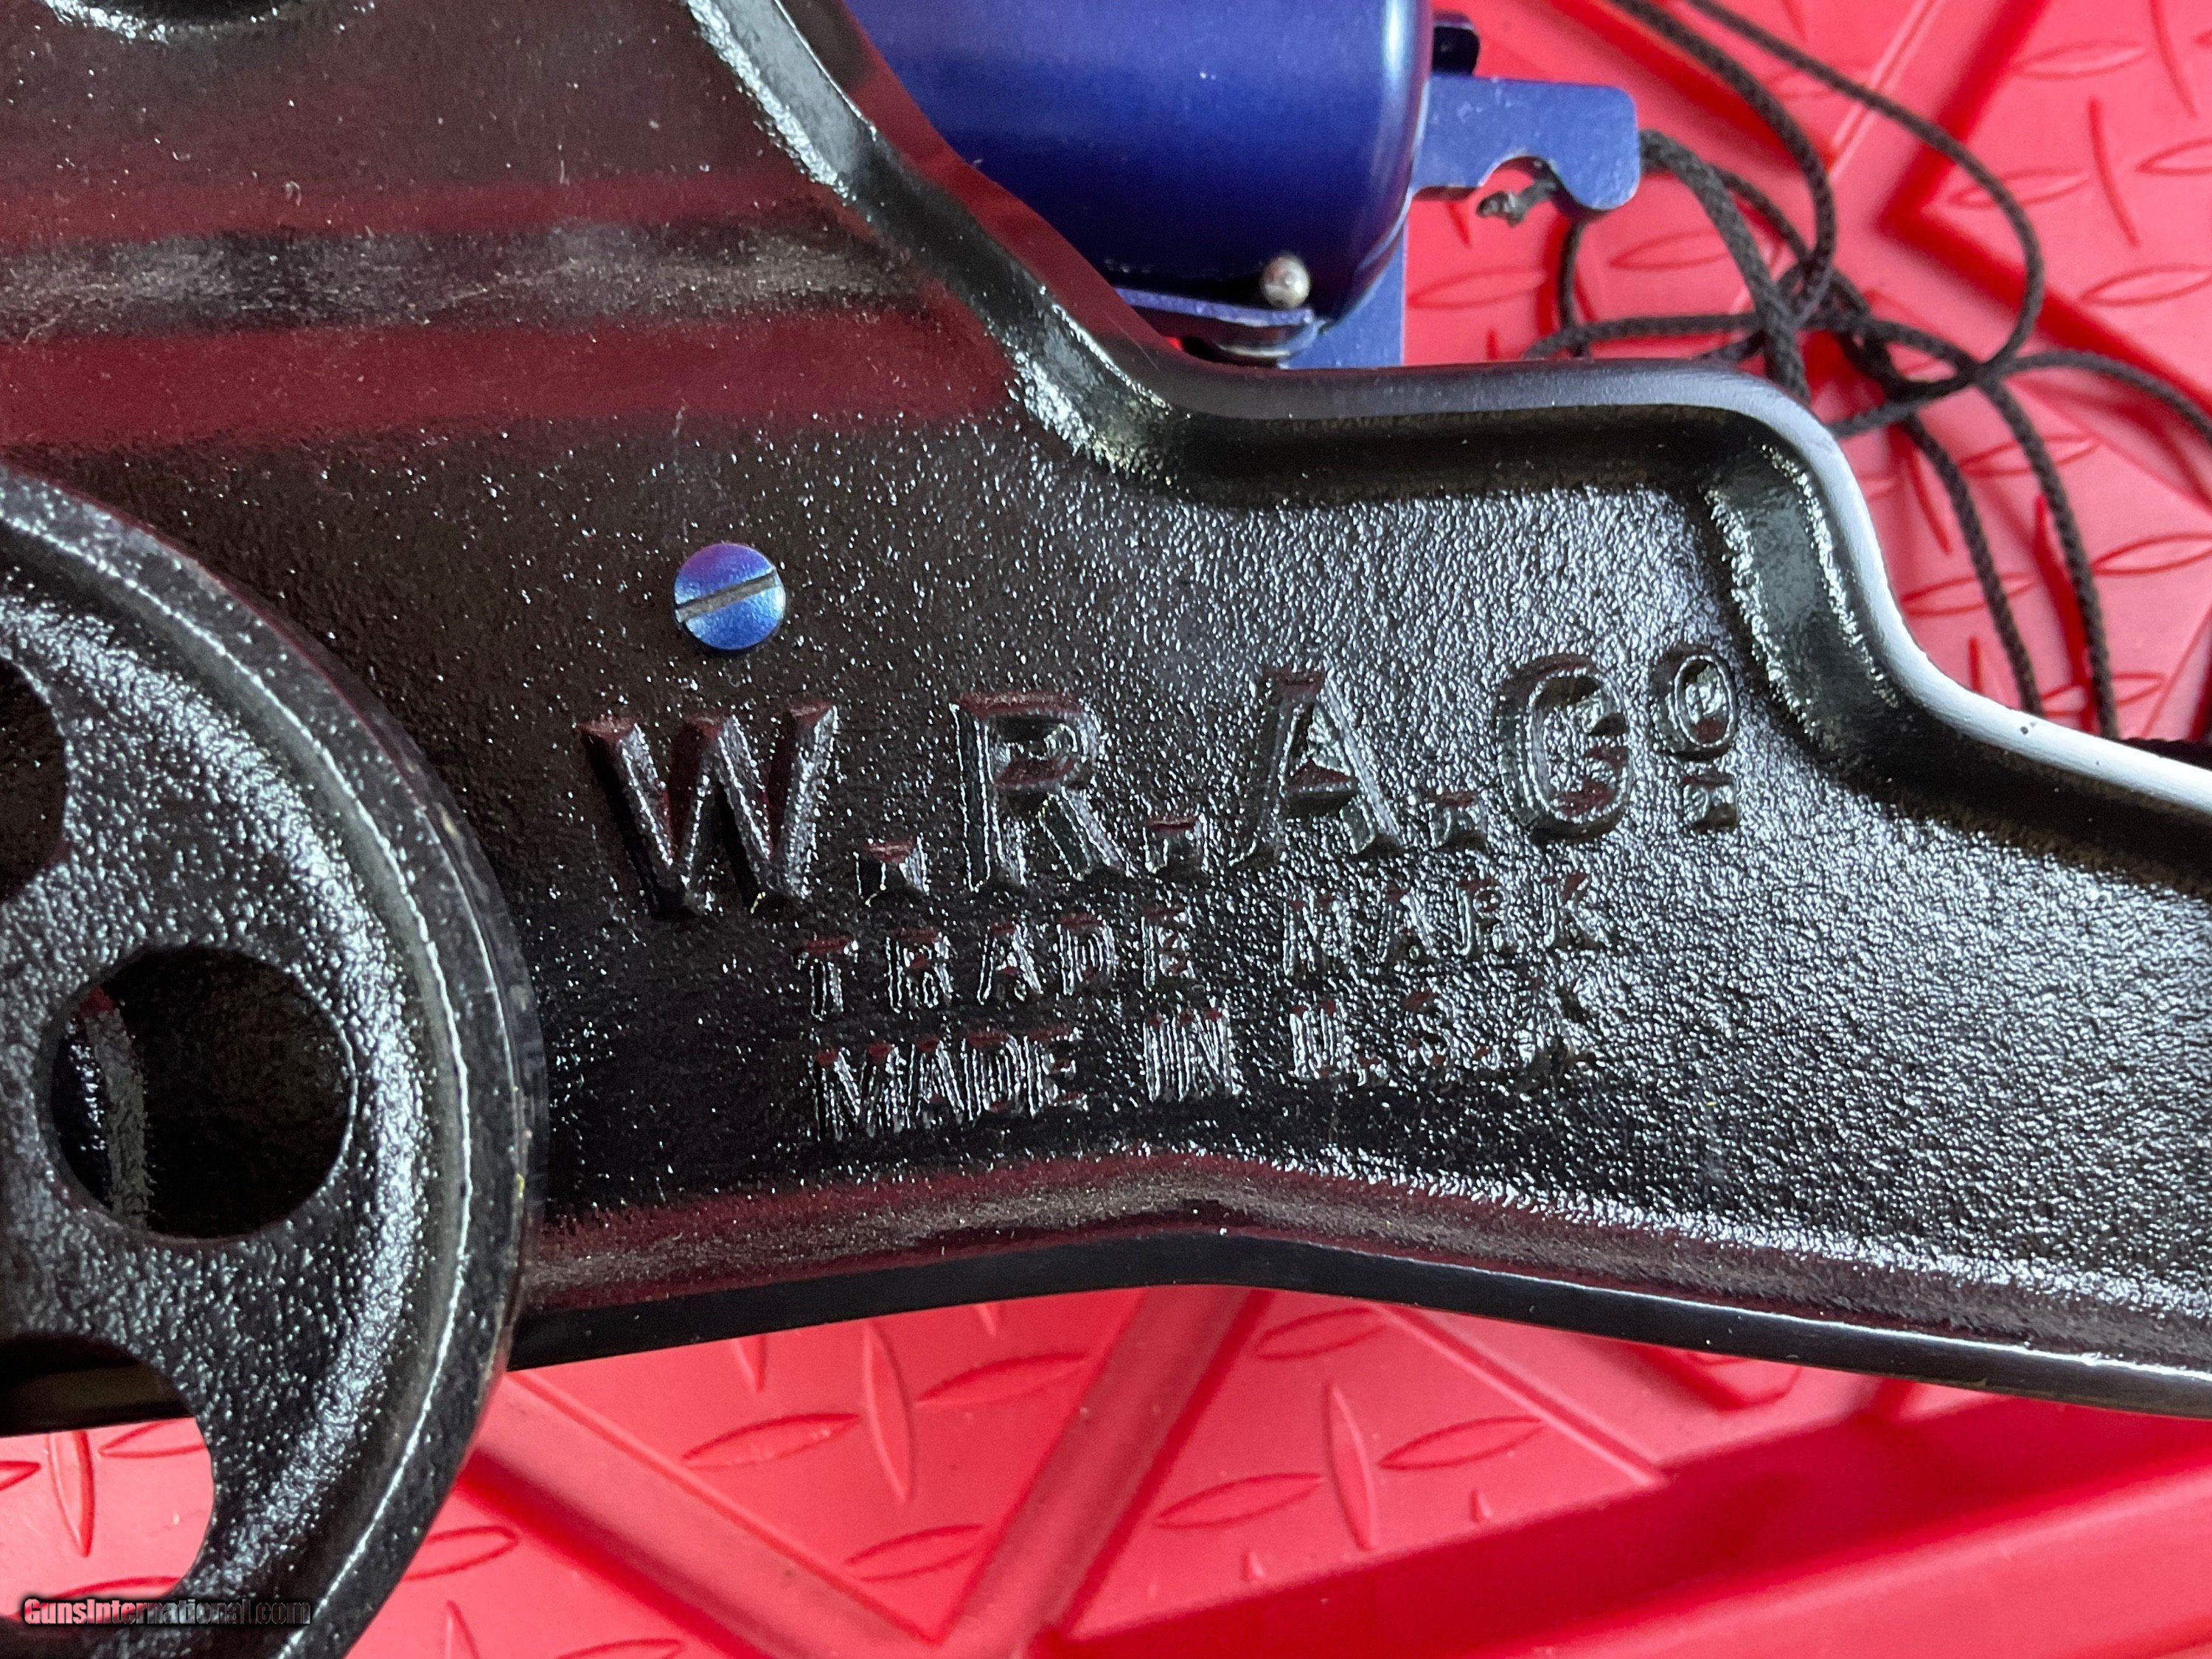 W.R.A.Cº.
TRADE MARK
MADE IN U.S.A.
GunsInternational.com